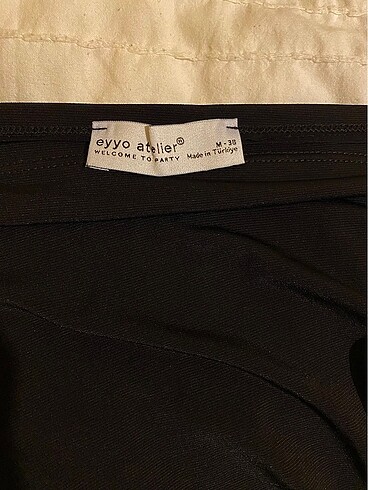 eyyo atelier®
WELCOME TO PARTY
M - 38
Made in Türkiye